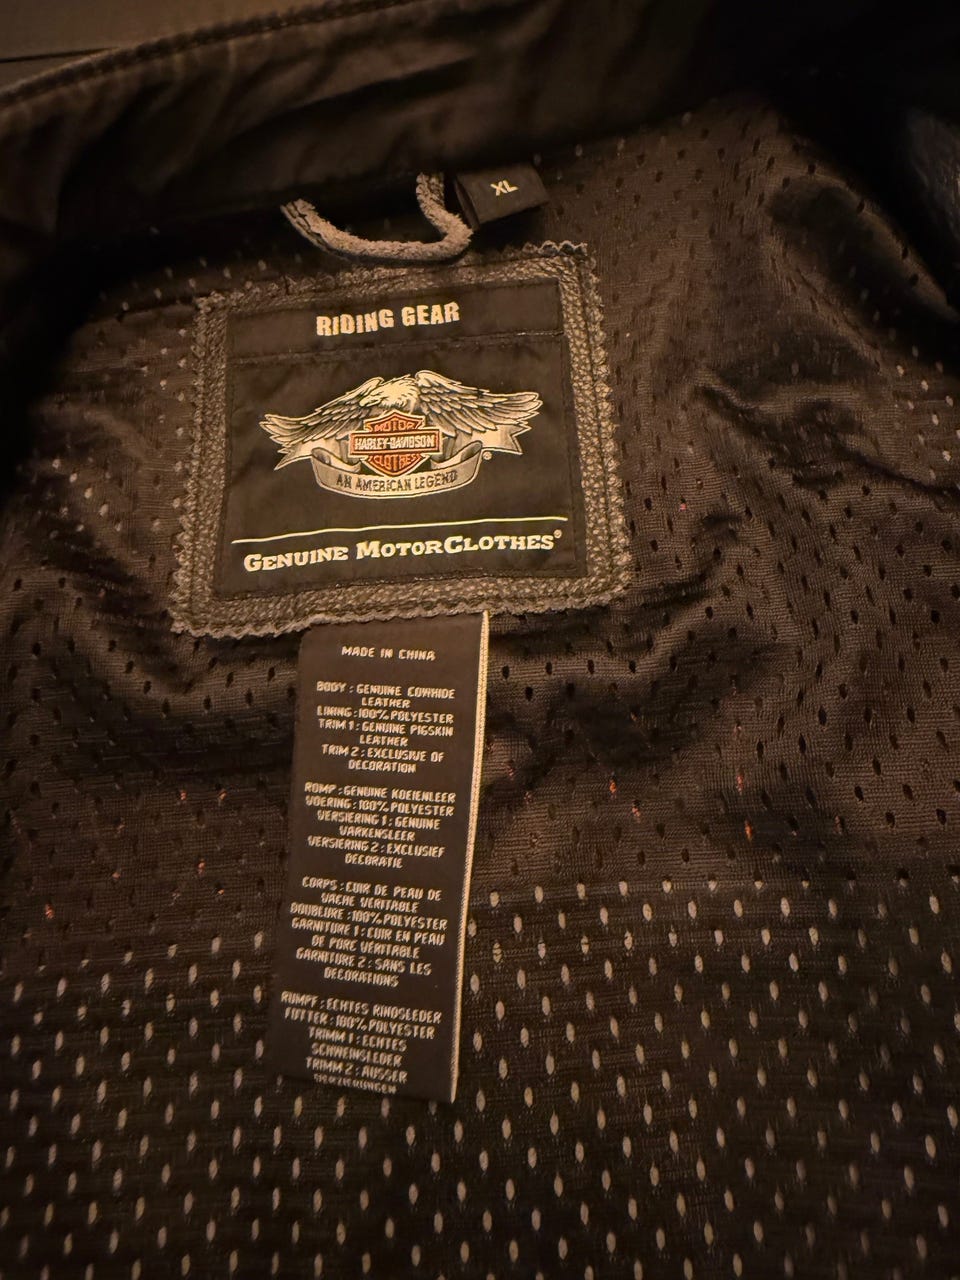 XL
RIDING GEAR
MOTOR
HARLEY-DAVIDSON
CLOTHES
®
AN AMERICAN LEGEND
GENUINE MOTORCLOTHES®
MADE IN CHINA
BODY : GENUINE COWHIDE
LEATHER
LINING : 100% POLYESTER
TRIM 1 : GENUINE PIGSKIN
LEATHER
TRIM 2 : EXCLUSIVE OF
DECORATION
ROMP : GENUINE KOEIENLEER
VOERING : 100% POLYESTER
VERSIERING 1 : GENUINE
VARKENSLEER
VERSIERING 2 : EXCLUSIEF
DECORATIE
CORPS : CUIR DE PEAU DE
VACHE VERITABLE
DOUBLURE : 100% POLYESTER
GARNITURE 1 : CUIR EN PEAU
DE PORC VERITABLE
GARNITURE 2 : SANS LES
DECORATIONS
RUMPF : ECHTES RINDSLEDER
FUTTER : 100% POLYESTER
TRIMM 1 : ECHTES
SCHWEINSLEDER
TRIMM 2 : AUSSER
VERZIERUNGEN